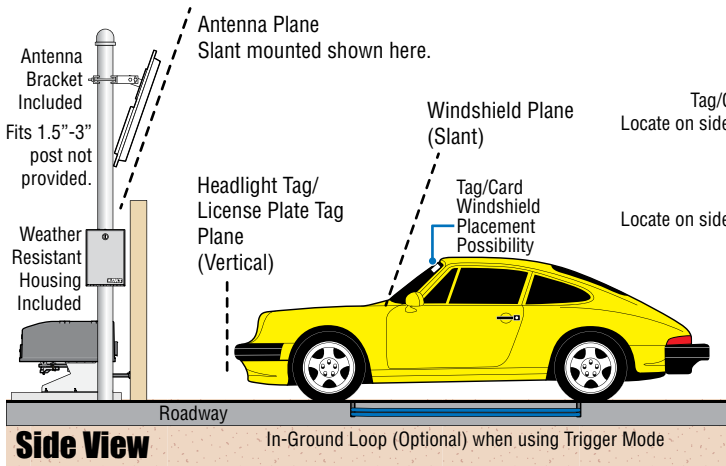 Antenna Plane
Slant mounted shown here.
Antenna
Bracket
Included
Fits 1.5”-3”
post not
provided.
Weather
Resistant
Housing
Included
Headlight Tag/
License Plate Tag
Plane
(Vertical)
Windshield Plane
(Slant)
Tag/Card
Windshield
Placement
Possibility
Locate on side
Locate on side
Roadway
Side View
In-Ground Loop (Optional) when using Trigger Mode